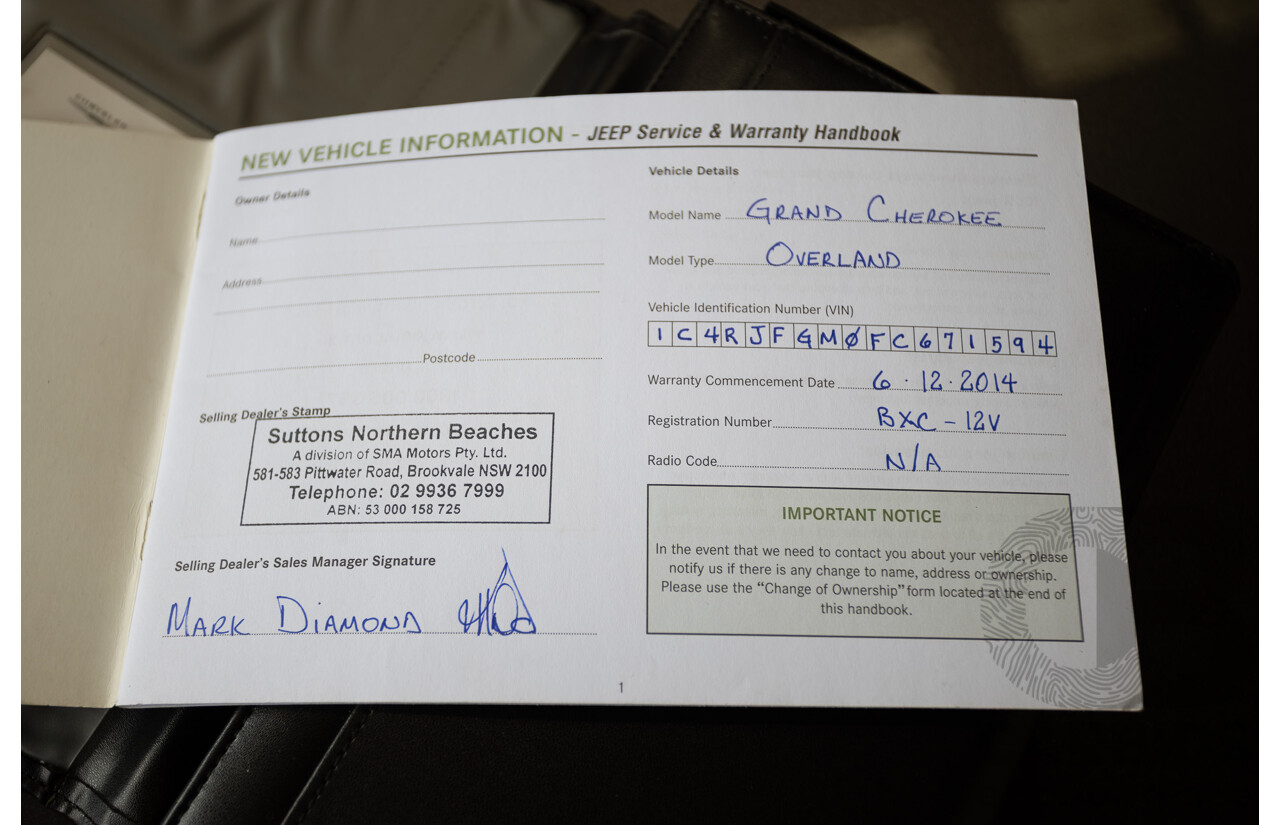 CHRYSLER
NEW VEHICLE INFORMATION - JEEP Service & Warranty Handbook
Owner Details
Name
Address
Postcode
Selling Dealer's Stamp
Suttons Northern Beaches
A division of SMA Motors Pty. Ltd.
581-583 Pittwater Road, Brookvale NSW 2100
Telephone: 02 9936 7999
ABN: 53 000 158 725
Selling Dealer's Sales Manager Signature
MARK DIAMOND
Vehicle Details
Model Name GRAND CHEROKEE
Model Type OVERLAND
Vehicle Identification Number (VIN)
1C4RJFGM0FC671594
Warranty Commencement Date 6.12.2014
Registration Number BXC-12V
Radio Code N/A
IMPORTANT NOTICE
In the event that we need to contact you about your vehicle, please
notify us if there is any change to name, address or ownership.
Please use the “Change of Ownership” form located at the end of
this handbook.
1